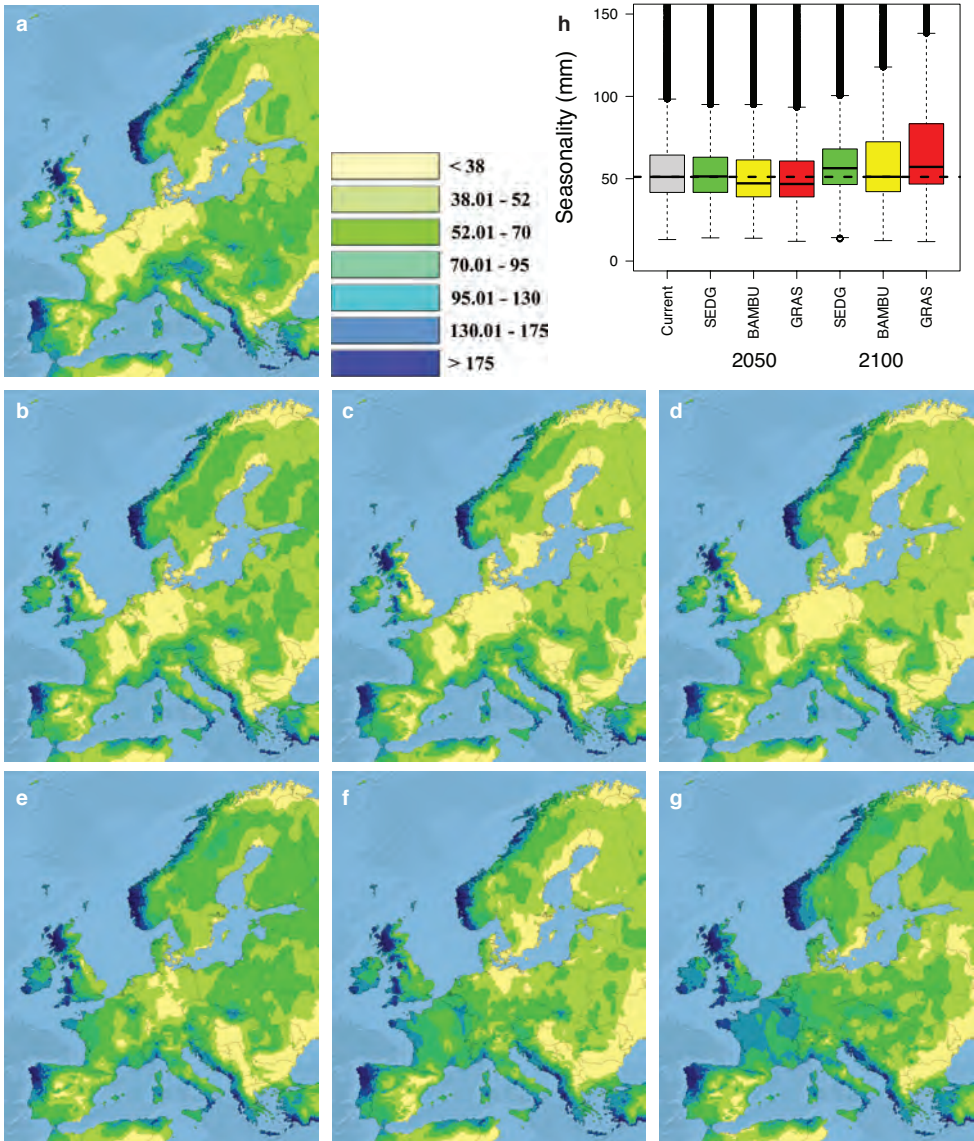 a
< 38
38.01 – 52
52.01 – 70
70.01 – 95
95.01 – 130
130.01 – 175
> 175
h
Seasonality (mm)
150
100
50
0
Current
SEDG
BAMBU
GRAS
SEDG
BAMBU
GRAS
2050
2100
b
c
d
e
f
g